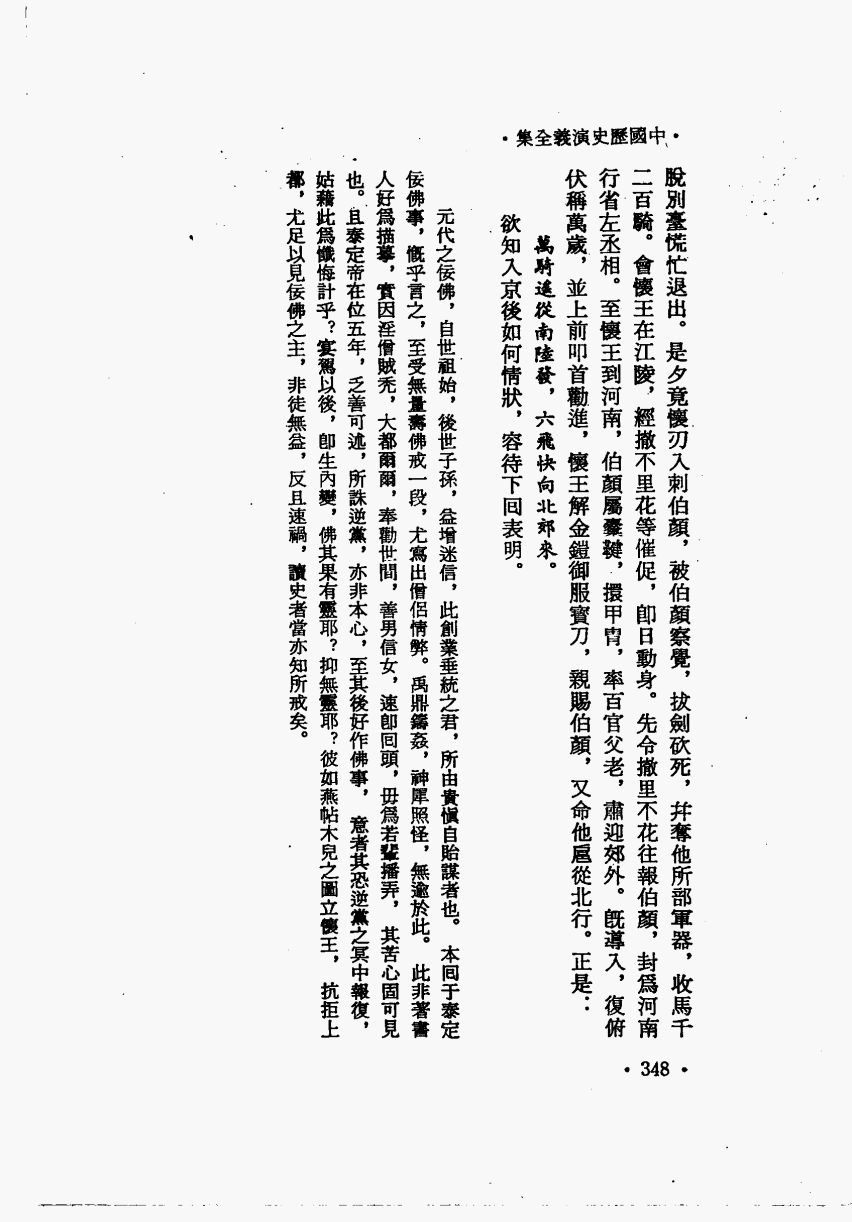 ·中國歷史演義全集·
脫別臺慌忙退出。是夕竟懷刃入刺伯顏，被伯顏察覺，拔劍砍死，幷奪他所部軍器，收馬千
二百騎。會懷王在江陵，經撤不里花等催促，卽日動身。先令撤里不花往報伯顏，封爲河南
行省左丞相。至懷王到河南，伯顏屬櫜鞬，擐甲冑，率百官父老，肅迎郊外。旣導入，復俯
伏稱萬歲，並上前叩首勸進，懷王解金鎧御服寶刀，親賜伯顏，又命他扈從北行。正是：
萬騎遙從南陸發，六飛快向北郊來。
欲知入京後如何情狀，容待下回表明。
元代之佞佛，自世祖始，後世子孫，益增迷信，此創業垂統之君，所由貴愼自貽謀者也。本回于泰定
佞佛事，慨乎言之，至受無量壽佛戒一段，尤寫出僧侶情弊。禹鼎鑄姦，神犀照怪，無逾於此。此非著書
人好爲描摹，實因淫僧賊禿，大都爾爾，奉勸世間，善男信女，速卽回頭，毋爲若輩播弄，其苦心固可見
也。且泰定帝在位五年，乏善可述，所誅逆黨，亦非本心，至其後好作佛事，意者其恐逆黨之冥中報復，
姑藉此爲懺悔計乎？宴駕以後，卽生內變，佛其果有靈耶？抑無靈耶？彼如燕帖木兒之圖立懷王，抗拒上
都，尤足以見佞佛之主，非徒無益，反且速禍，讀史者當亦知所戒矣。
·348·